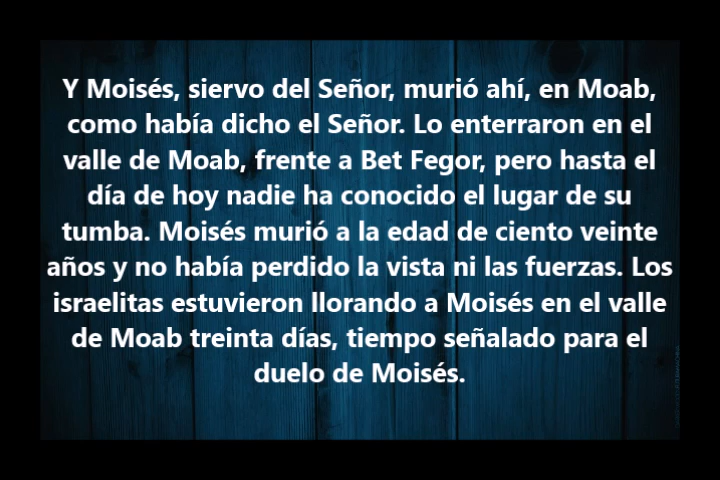 Y Moisés, siervo del Señor, murió ahí, en Moab,
como había dicho el Señor. Lo enterraron en el
valle de Moab, frente a Bet Fegor, pero hasta el
día de hoy nadie ha conocido el lugar de su
tumba. Moisés murió a la edad de ciento veinte
años y no había perdido la vista ni las fuerzas. Los
israelitas estuvieron llorando a Moisés en el valle
de Moab treinta días, tiempo señalado para el
duelo de Moisés.